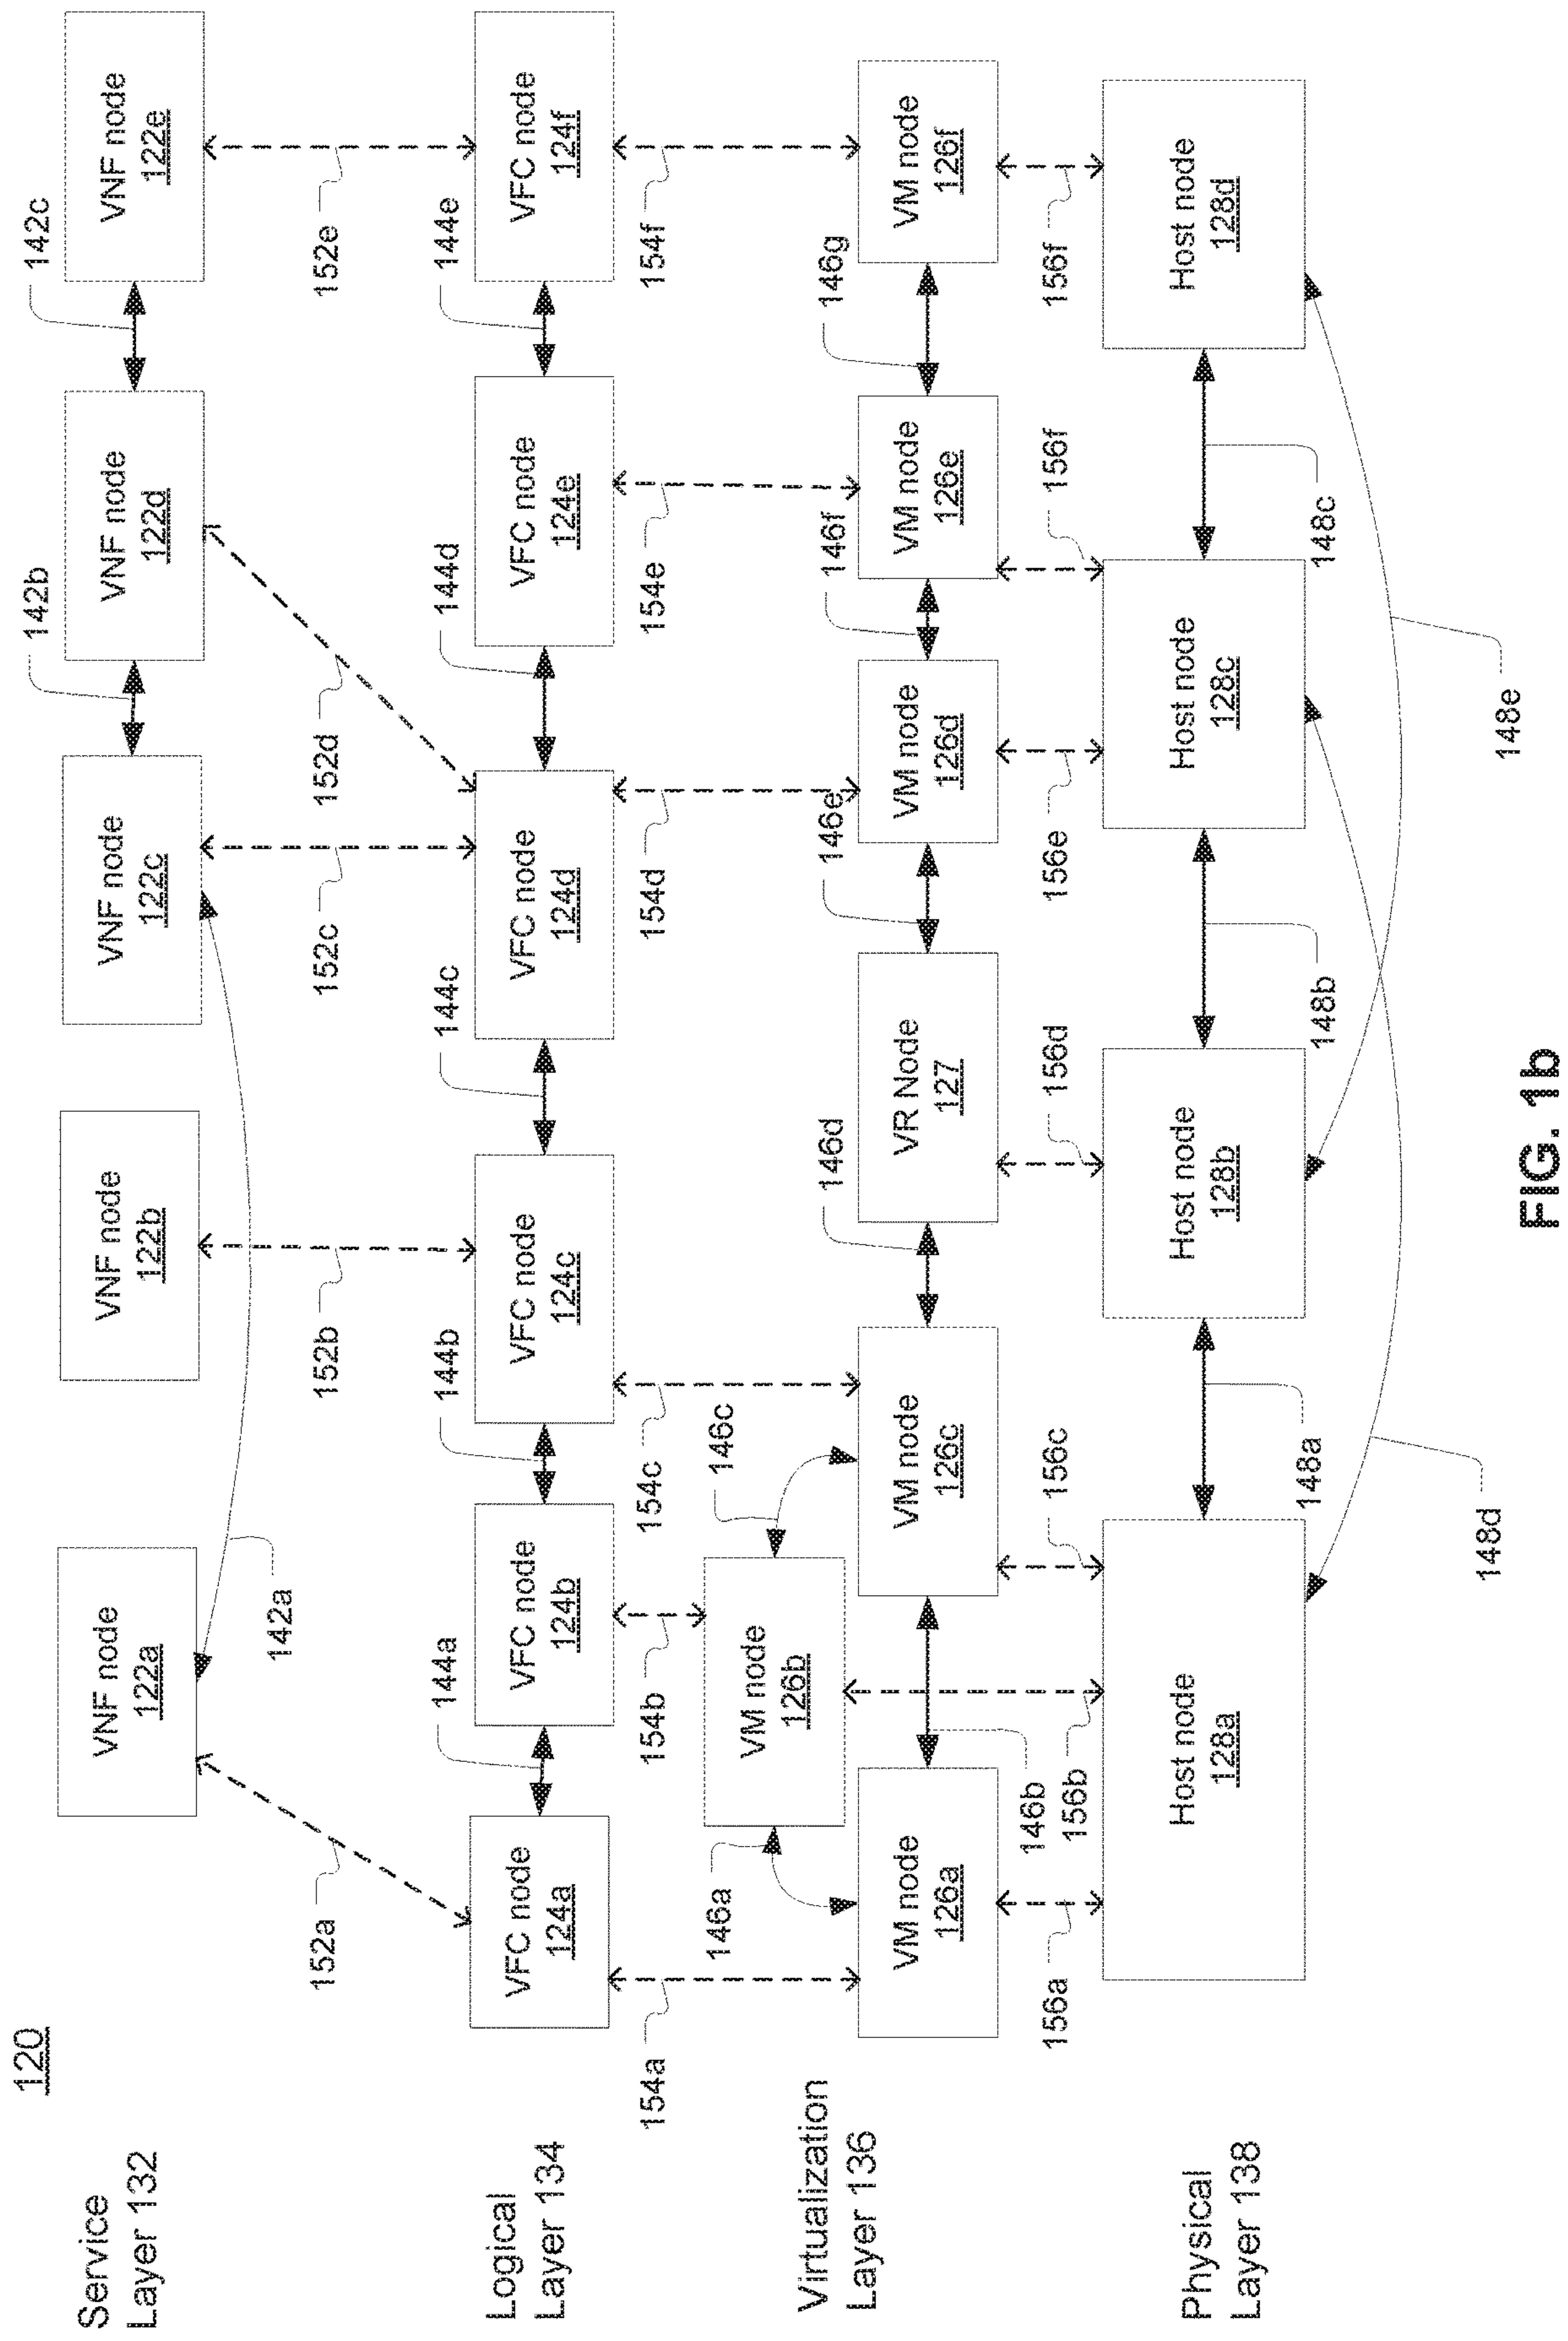 120
Service
Layer 132
VNF node
122a
VNF node
122b
VNF node
122c
VNF node
122d
VNF node
122e
142a
142b
142c
152a
152b
152c
152d
152e
Logical
Layer 134
VFC node
124a
VFC node
124b
VFC node
124c
VFC node
124d
VFC node
124e
VFC node
124f
144a
144b
144c
144d
144e
154a
154b
154c
154d
154e
154f
Virtualization
Layer 136
VM node
126a
VM node
126b
VM node
126c
VR Node
127
VM node
126d
VM node
126e
VM node
126f
146a
146b
146c
146d
146e
146f
146g
156a
156b
156c
156d
156e
156f
156f
Physical
Layer 138
Host node
128a
Host node
128b
Host node
128c
Host node
128d
148a
148b
148c
148d
148e
FIG. 1b